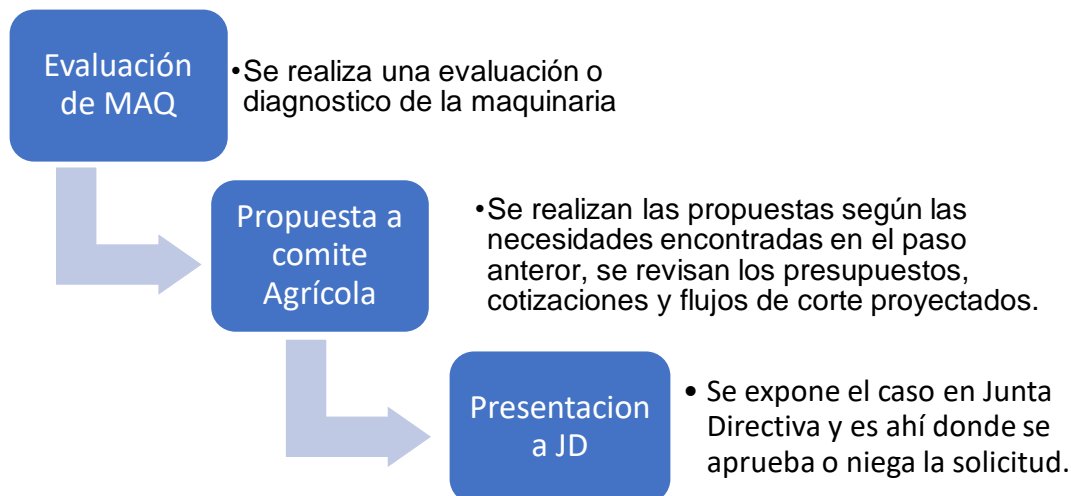 Evaluación
de MAQ
•Se realiza una evaluación o
diagnostico de la maquinaria
Propuesta a
comite
Agrícola
•Se realizan las propuestas según las
necesidades encontradas en el paso
anteror, se revisan los presupuestos,
cotizaciones y flujos de corte proyectados.
Presentacion
a JD
• Se expone el caso en Junta
Directiva y es ahí donde se
aprueba o niega la solicitud.